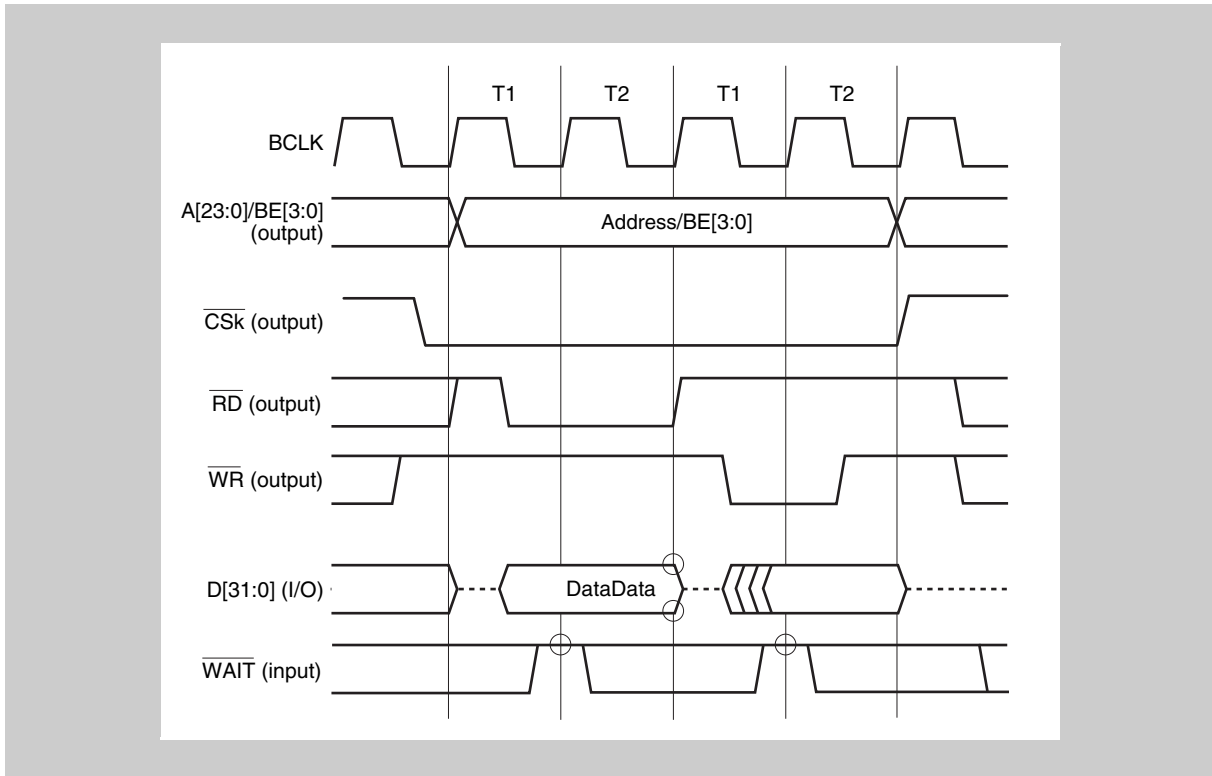 T1 T2 T1 T2
BCLK
A[23:0]/BE[3:0]
(output)
Address/BE[3:0]
CSk (output)
RD (output)
WR (output)
D[31:0] (I/O)
DataData
WAIT (input)